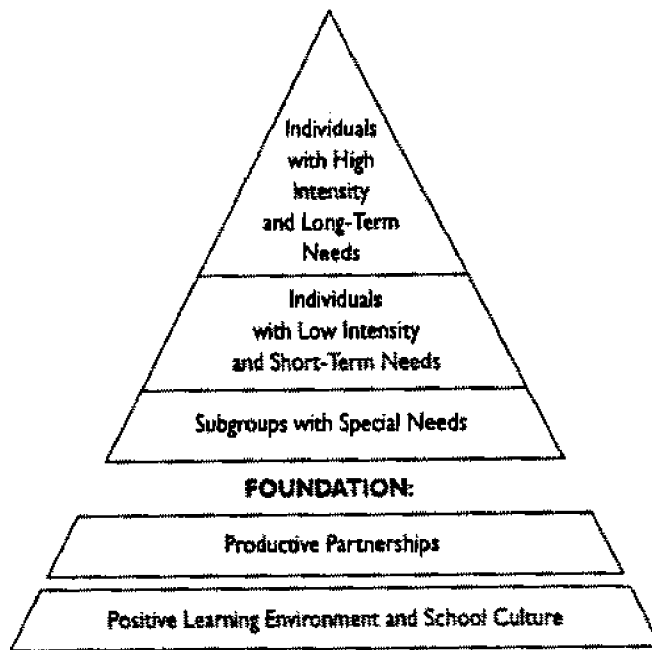 Individuals
with High
Intensity
and Long-Term
Needs
Individuals
with Low Intensity
and Short-Term Needs
Subgroups with Special Needs
FOUNDATION:
Productive Partnerships
Positive Learning Environment and School Culture